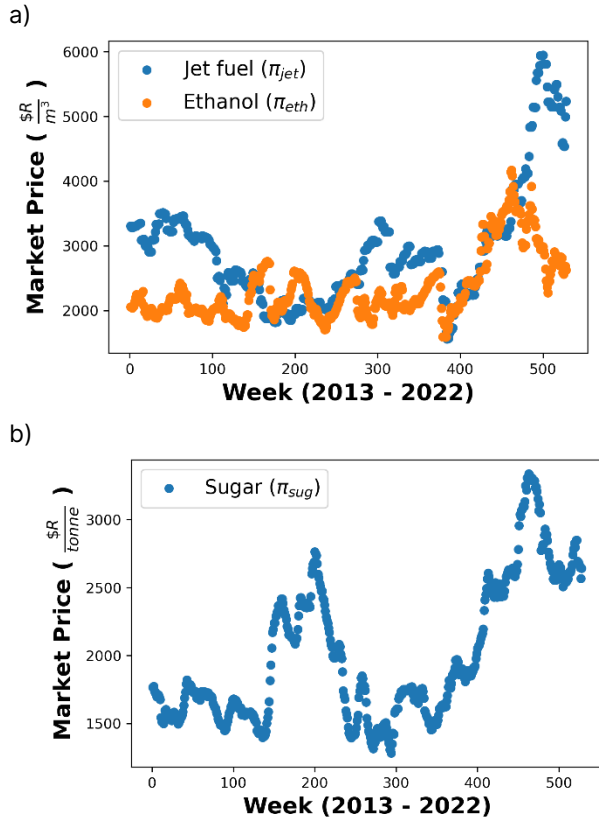 a)
Jet fuel (π_jet)
Ethanol (π_eth)
6000
5000
4000
3000
2000
Market Price ( $R/m³ )
0 100 200 300 400 500
Week (2013 - 2022)
b)
Sugar (π_sug)
3000
2500
2000
1500
Market Price ( $R/tonne )
0 100 200 300 400 500
Week (2013 - 2022)